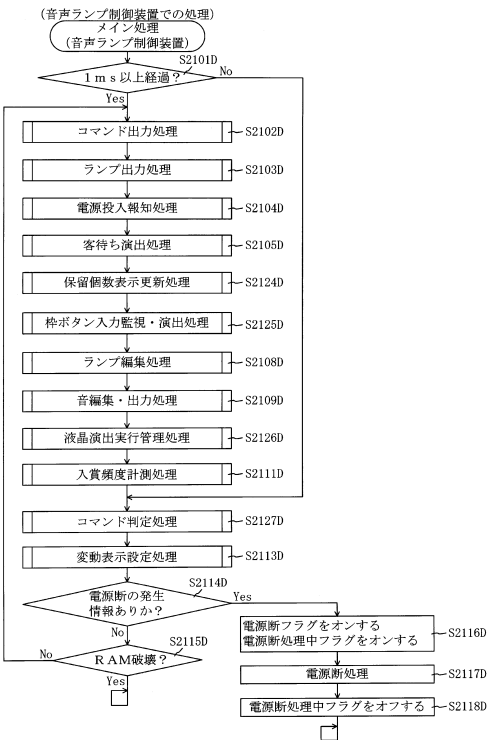 (音声ランプ制御装置での処理)
メイン処理
(音声ランプ制御装置)
S2101D
1ms以上経過?
No
Yes
コマンド出力処理
S2102D
ランプ出力処理
S2103D
電源投入報知処理
S2104D
客待ち演出処理
S2105D
保留個数表示更新処理
S2124D
枠ボタン入力監視・演出処理
S2125D
ランプ編集処理
S2108D
音編集・出力処理
S2109D
液晶演出実行管理処理
S2126D
入賞頻度計測処理
S2111D
コマンド判定処理
S2127D
変動表示設定処理
S2113D
S2114D
電源断の発生
情報ありか?
Yes
No
電源断フラグをオンする
電源断処理中フラグをオンする
S2116D
S2115D
RAM破壊?
No
Yes
電源断処理
S2117D
電源断処理中フラグをオフする
S2118D